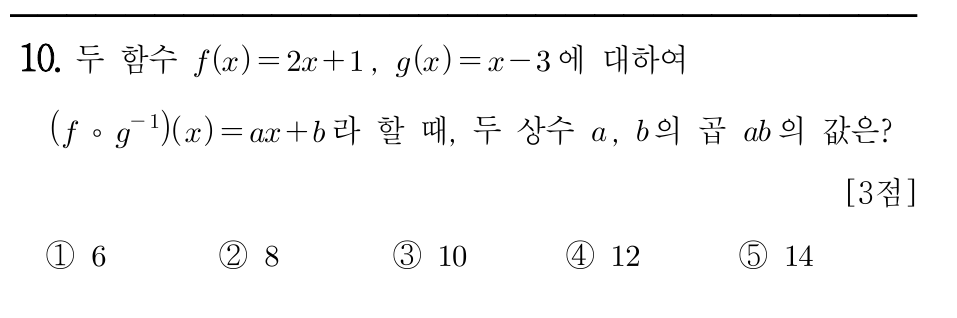 10. 두 함수 f(x)=2x+1, g(x)=x-3에 대하여
(f∘g⁻¹)(x)=ax+b라 할 때, 두 상수 a, b의 곱 ab의 값은?
[3점]
① 6 ② 8 ③ 10 ④ 12 ⑤ 14